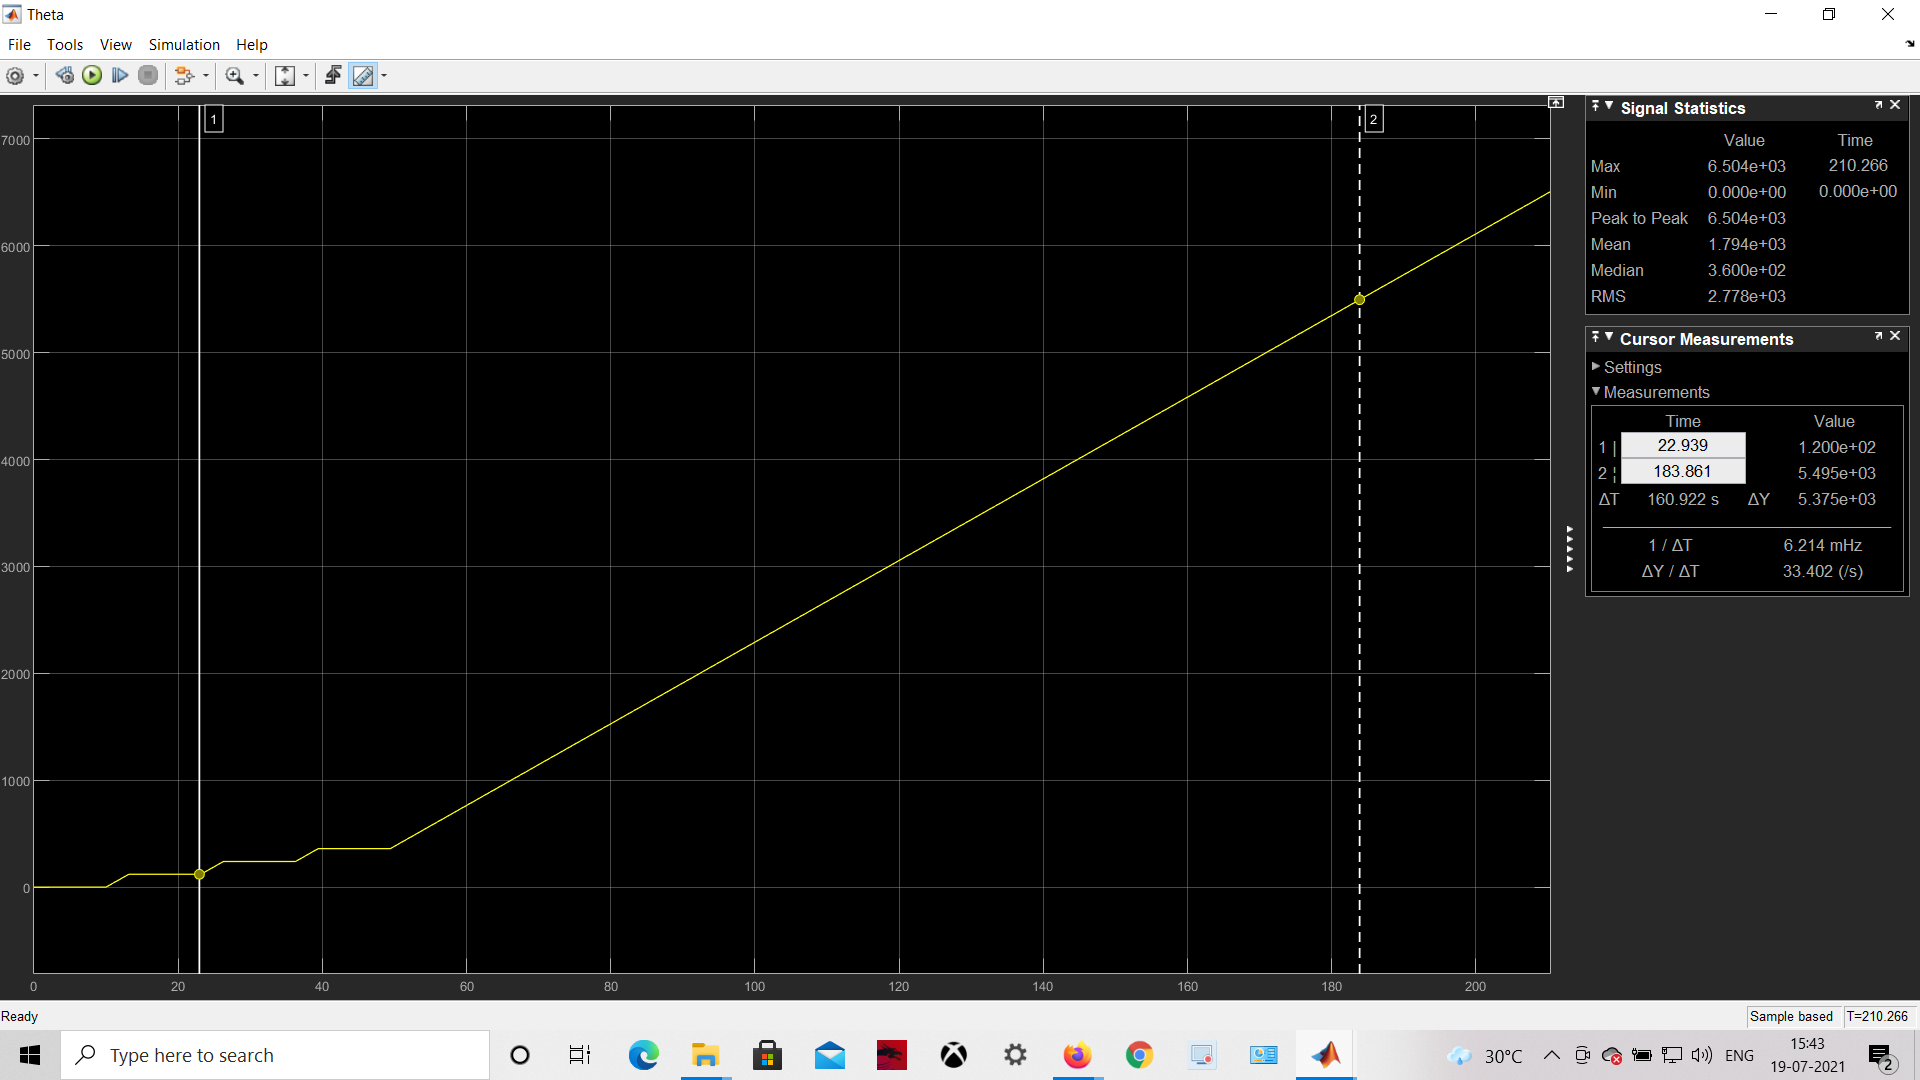 Theta
File Tools View Simulation Help
1
2
7000
6000
5000
4000
3000
2000
1000
0
0 20 40 60 80 100 120 140 160 180 200
Signal Statistics
Value Time
Max 6.504e+03 210.266
Min 0.000e+00 0.000e+00
Peak to Peak 6.504e+03
Mean 1.794e+03
Median 3.600e+02
RMS 2.778e+03
Cursor Measurements
Settings
Measurements
Time Value
1 | 22.939 1.200e+02
2 ¦ 183.861 5.495e+03
ΔT 160.922 s ΔY 5.375e+03
1 / ΔT 6.214 mHz
ΔY / ΔT 33.402 (/s)
Ready
Sample based T=210.266
Type here to search
30°C
ENG
15:43
19-07-2021
2